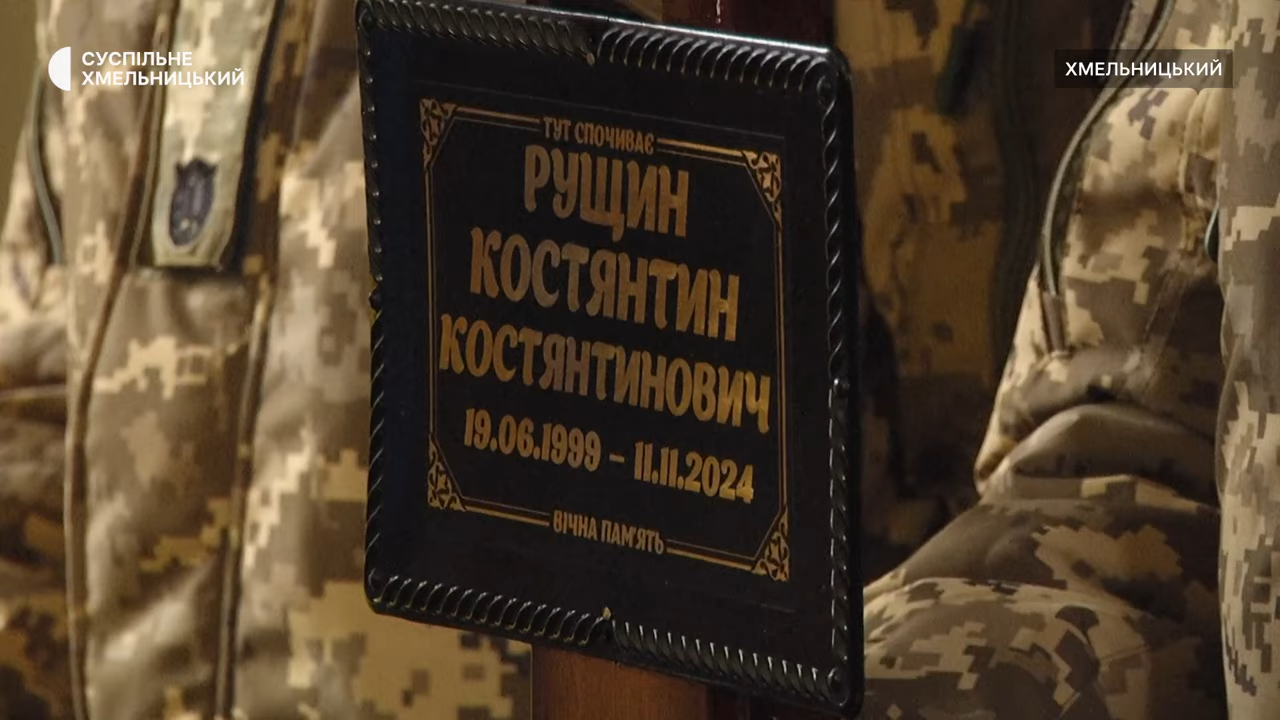 СУСПІЛЬНЕ
ХМЕЛЬНИЦЬКИЙ
ХМЕЛЬНИЦЬКИЙ
ТУТ СПОЧИВАЄ
РУЩИН
КОСТЯНТИН
КОСТЯНТИНОВИЧ
19.06.1999 – 11.11.2024
ВІЧНА ПАМ'ЯТЬ